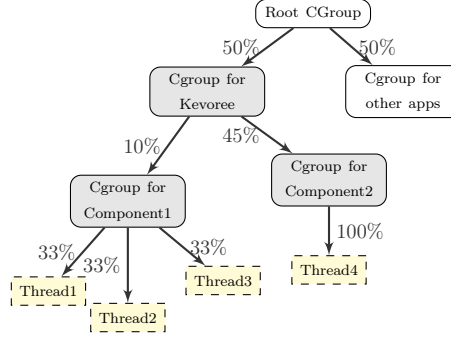 Root CGroup
50%
50%
Cgroup for
Kevoree
Cgroup for
other apps
10%
45%
Cgroup for
Component1
Cgroup for
Component2
33%
33%
33%
100%
Thread1
Thread2
Thread3
Thread4